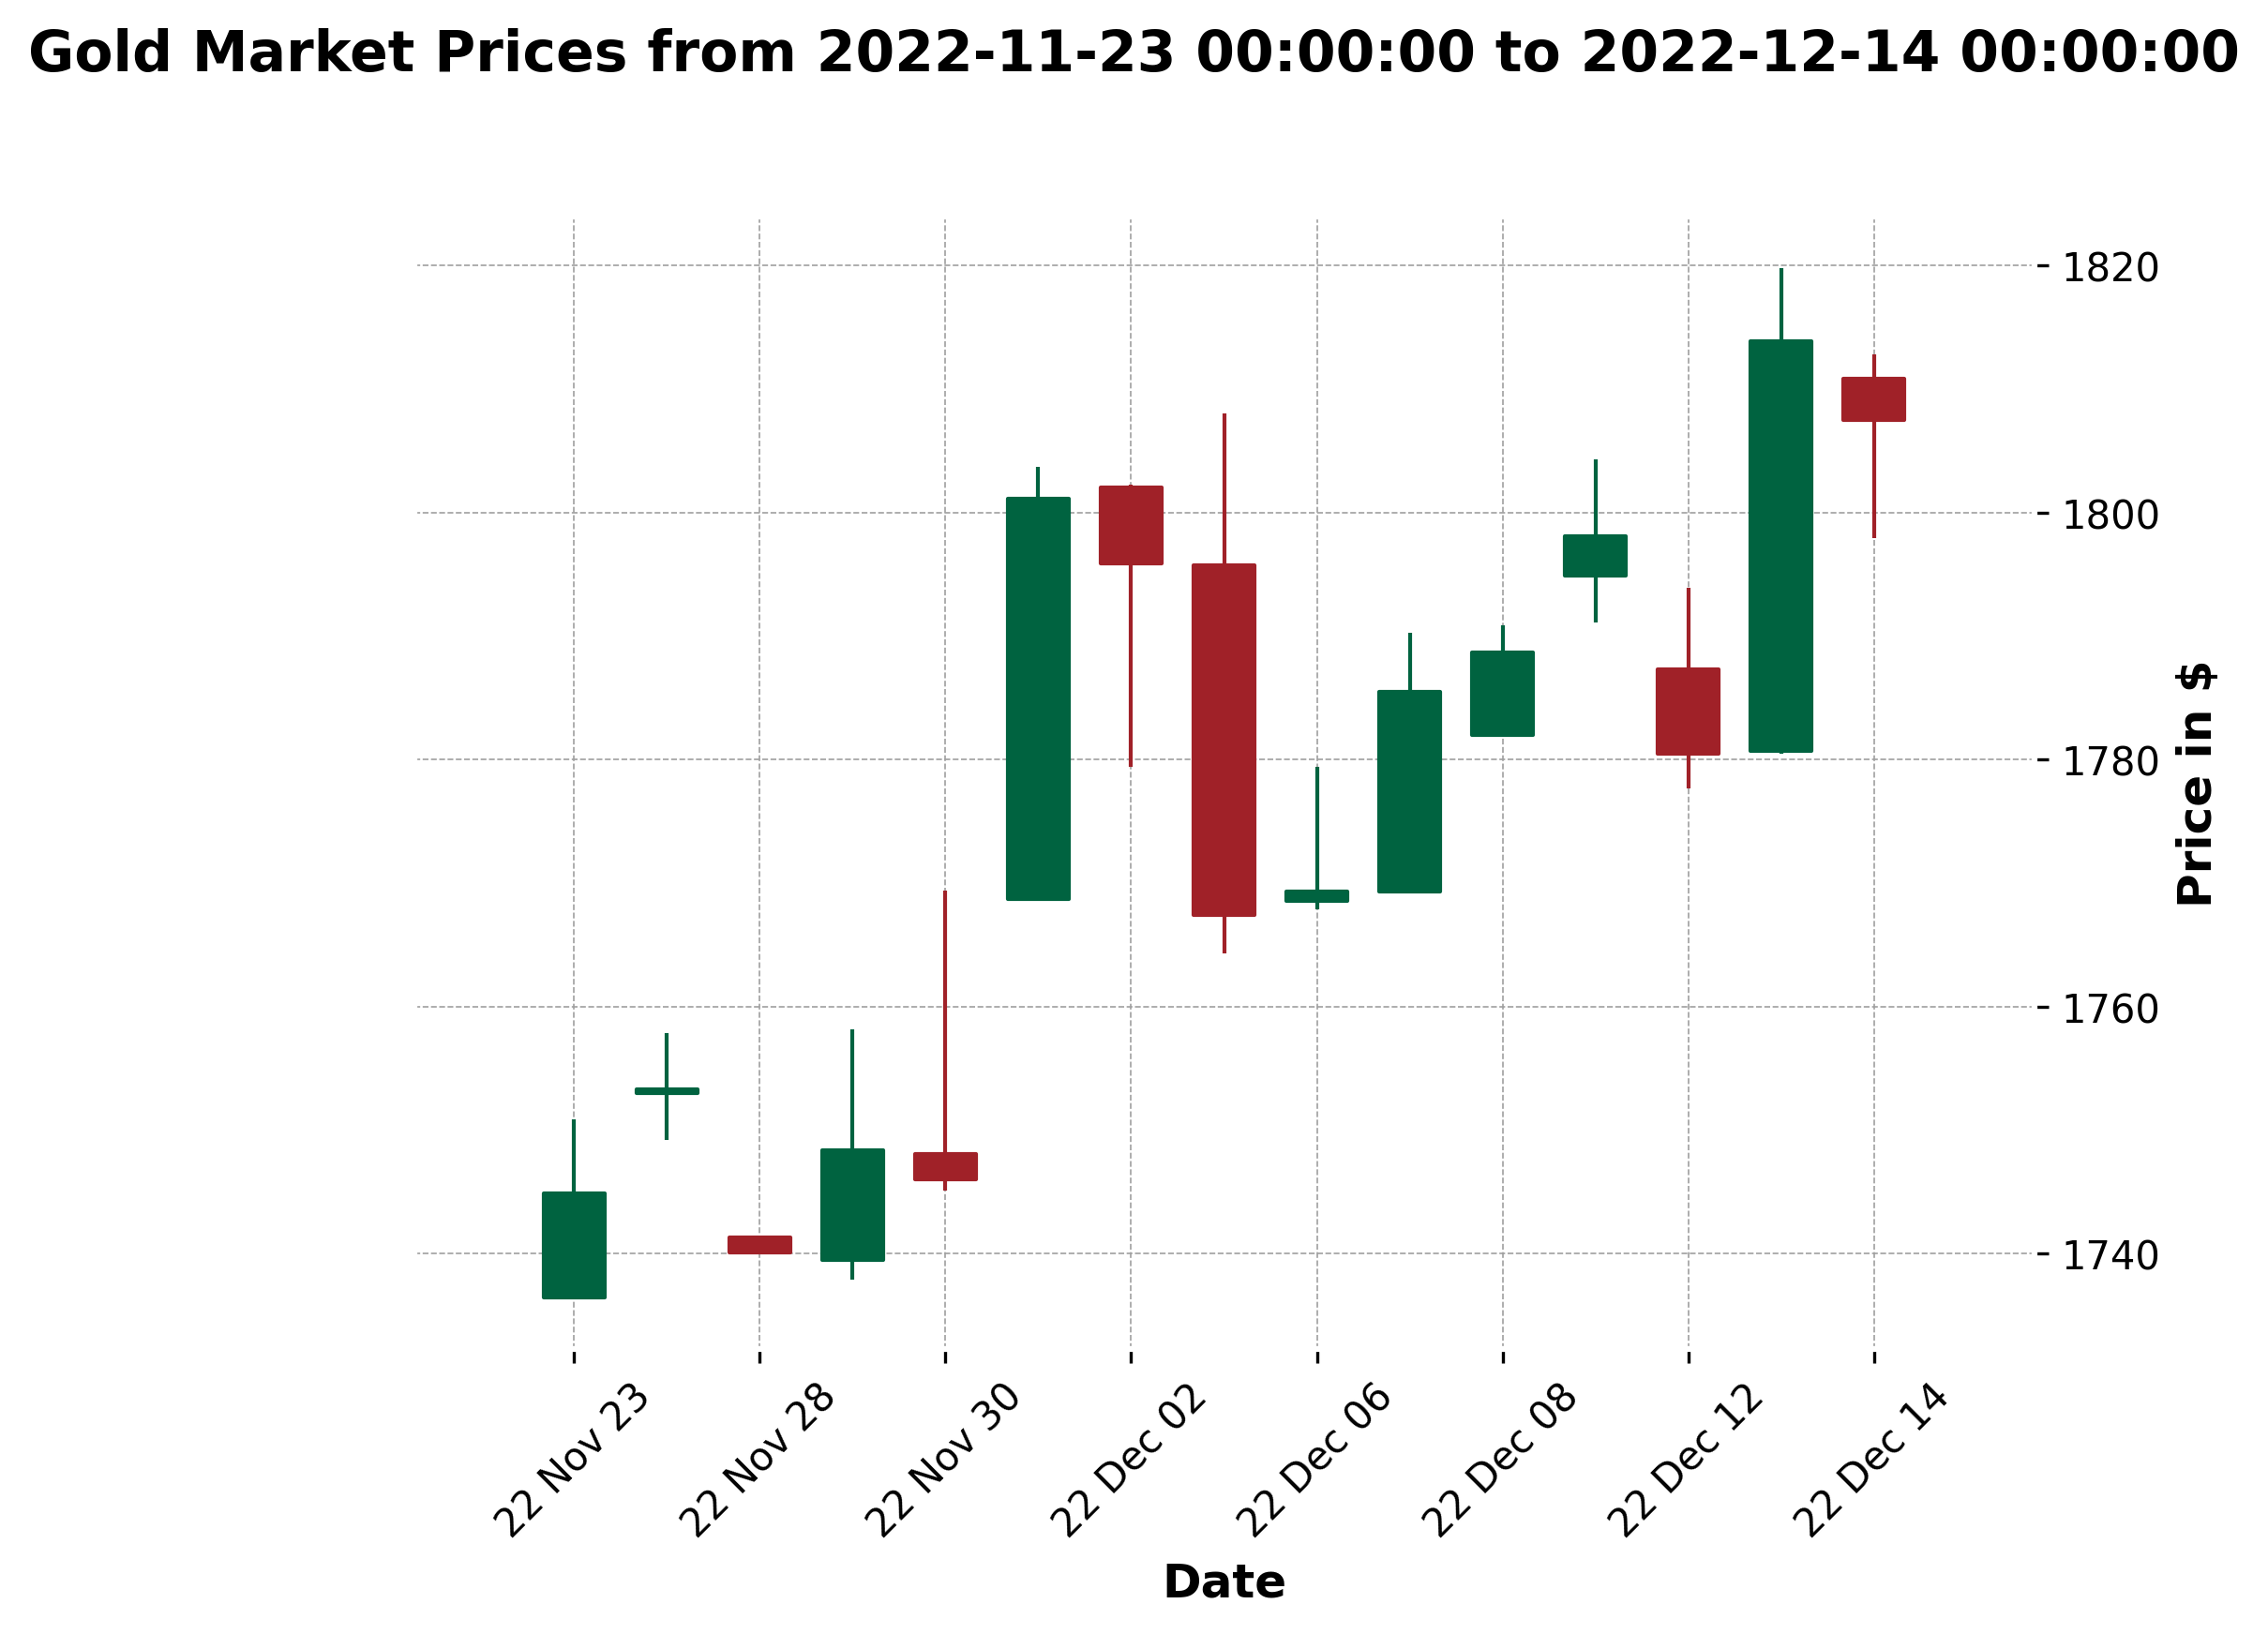 Gold Market Prices from 2022-11-23 00:00:00 to 2022-12-14 00:00:00
1820
1800
1780
1760
1740
Price in $
22 Nov 23
22 Nov 28
22 Nov 30
22 Dec 02
22 Dec 06
22 Dec 08
22 Dec 12
22 Dec 14
Date